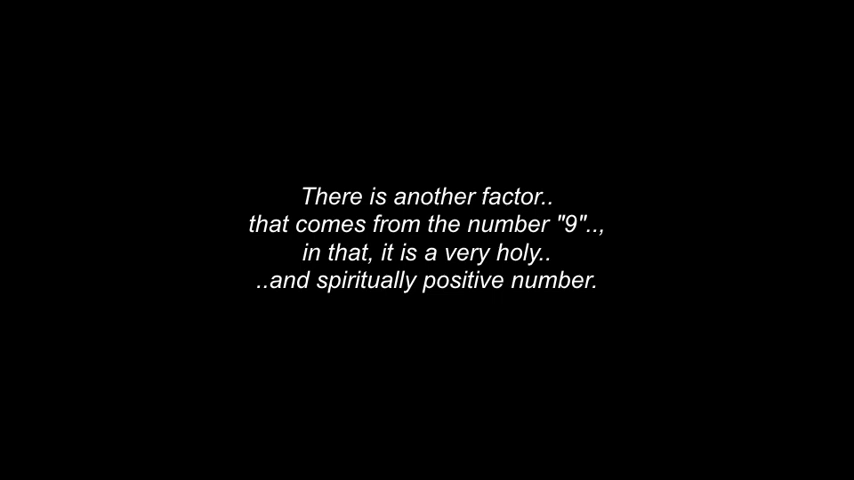 There is another factor..
that comes from the number "9"..,
in that, it is a very holy..
..and spiritually positive number.